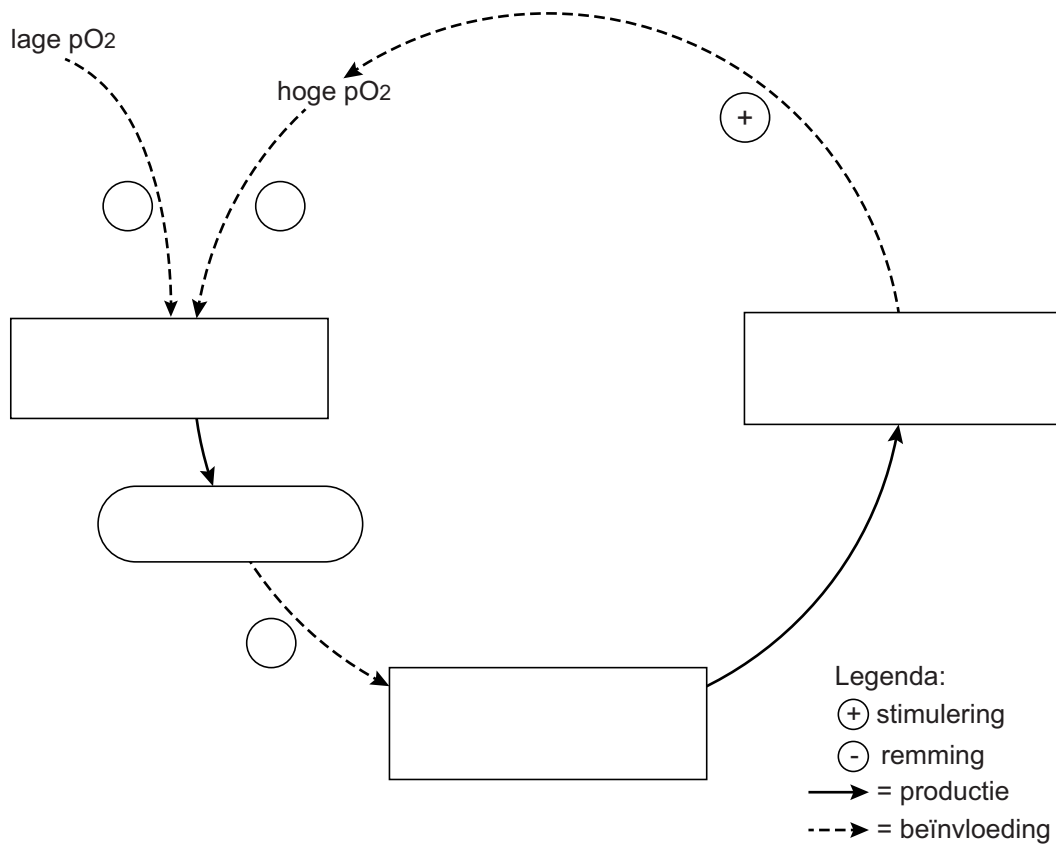 lage pO2
hoge pO2
+
Legenda:
+ stimulering
- remming
= productie
= beïnvloeding